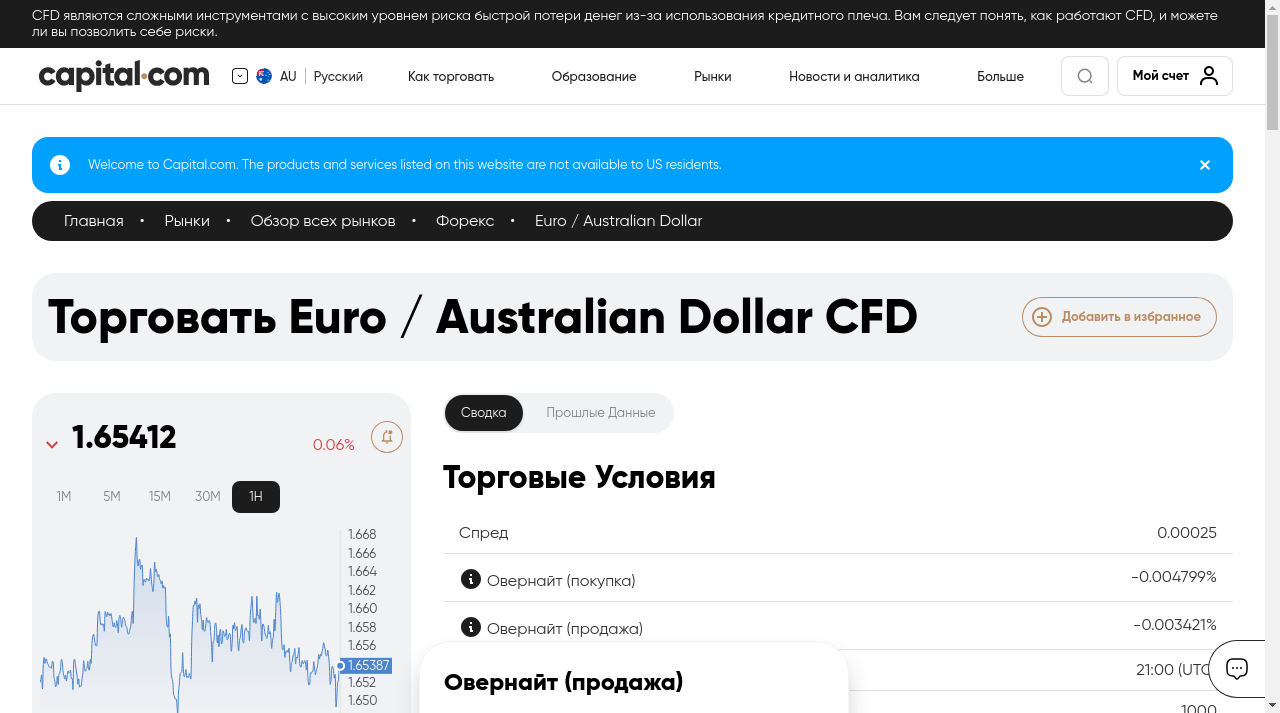 CFD являются сложными инструментами с высоким уровнем риска быстрой потери денег из-за использования кредитного плеча. Вам следует понять, как работают CFD, и можете
ли вы позволить себе риски.
capital.com
AU
Русский
Как торговать
Образование
Рынки
Новости и аналитика
Больше
Мой счет
Welcome to Capital.com. The products and services listed on this website are not available to US residents.
Главная • Рынки • Обзор всех рынков • Форекс • Euro / Australian Dollar
Торговать Euro / Australian Dollar CFD
Добавить в избранное
1.65412
0.06%
1M 5M 15M 30M 1H
1.668
1.666
1.664
1.662
1.660
1.658
1.656
1.65387
1.652
1.650
Сводка
Прошлые Данные
Торговые Условия
Спред 0.00025
Овернайт (покупка) -0.004799%
Овернайт (продажа) -0.003421%
21:00 (UTC)
1000
Овернайт (продажа)